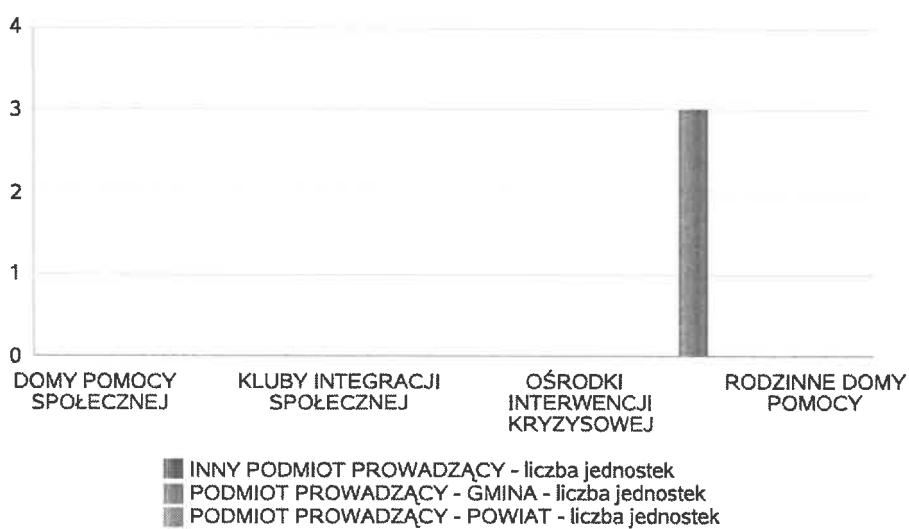 4
3
2
1
0
DOMY POMOCY
SPOŁECZNEJ
KLUBY INTEGRACJI
SPOŁECZNEJ
OŚRODKI
INTERWENCJI
KRYZYSOWEJ
RODZINNE DOMY
POMOCY
INNY PODMIOT PROWADZĄCY - liczba jednostek
PODMIOT PROWADZĄCY - GMINA - liczba jednostek
PODMIOT PROWADZĄCY - POWIAT - liczba jednostek